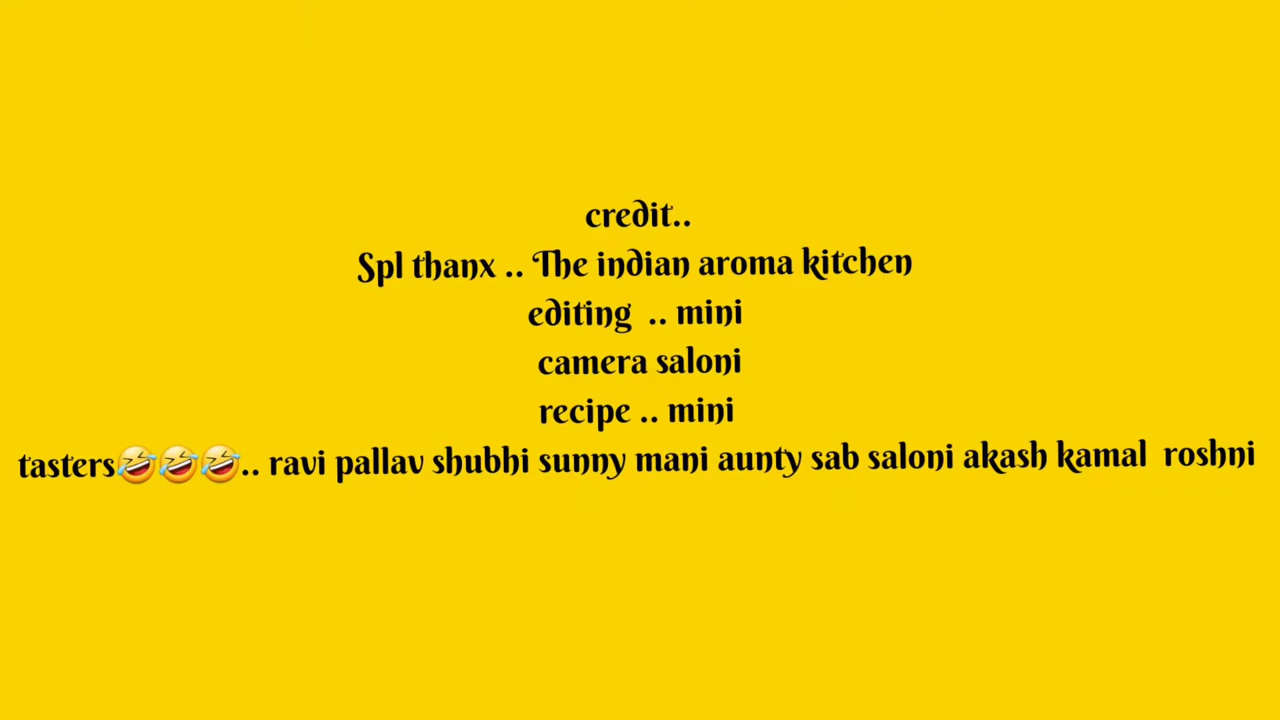 credit..
Spl thanx .. The indian aroma kitchen
editing .. mini
camera saloni
recipe .. mini
tasters🤣🤣🤣.. ravi pallav shubhi sunny mani aunty sab saloni akash kamal roshni